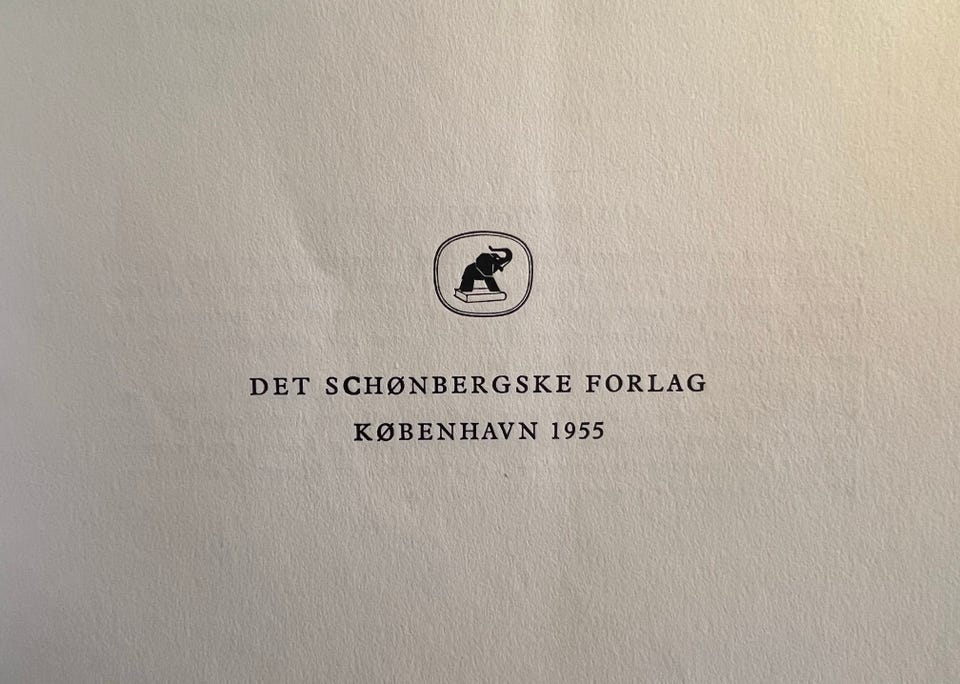 DET SCHØNBERGSKE FORLAG
KØBENHAVN 1955